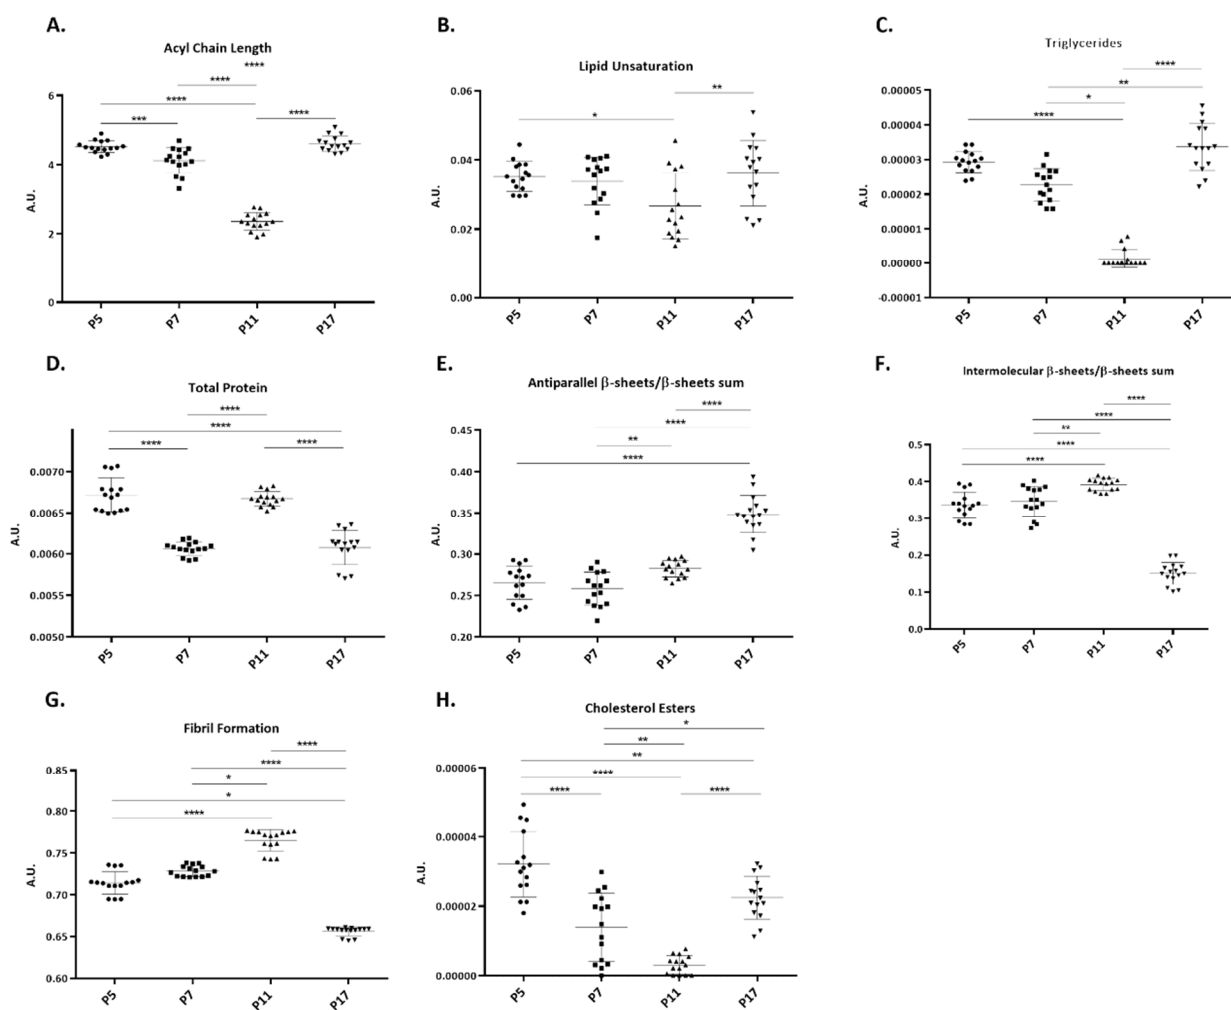 A.
Acyl Chain Length
****
****
****
***
****
6
4
2
0
A.U.
P5
P7
P11
P17
B.
Lipid Unsaturation
**
*
0.06
0.04
0.02
0.00
A.U.
P5
P7
P11
P17
C.
Triglycerides
****
**
*
****
0.00005
0.00004
0.00003
0.00002
0.00001
0.00000
-0.00001
A.U.
P5
P7
P11
P17
D.
Total Protein
****
****
****
****
0.0070
0.0065
0.0060
0.0055
0.0050
A.U.
P5
P7
P11
P17
E.
Antiparallel β-sheets/β-sheets sum
****
****
**
****
0.45
0.40
0.35
0.30
0.25
0.20
A.U.
P5
P7
P11
P17
F.
Intermolecular β-sheets/β-sheets sum
****
****
**
****
****
0.5
0.4
0.3
0.2
0.1
0.0
A.U.
P5
P7
P11
P17
G.
Fibril Formation
****
****
*
*
****
0.85
0.80
0.75
0.70
0.65
0.60
A.U.
P5
P7
P11
P17
H.
Cholesterol Esters
*
**
**
****
****
****
0.00006
0.00004
0.00002
0.00000
A.U.
P5
P7
P11
P17